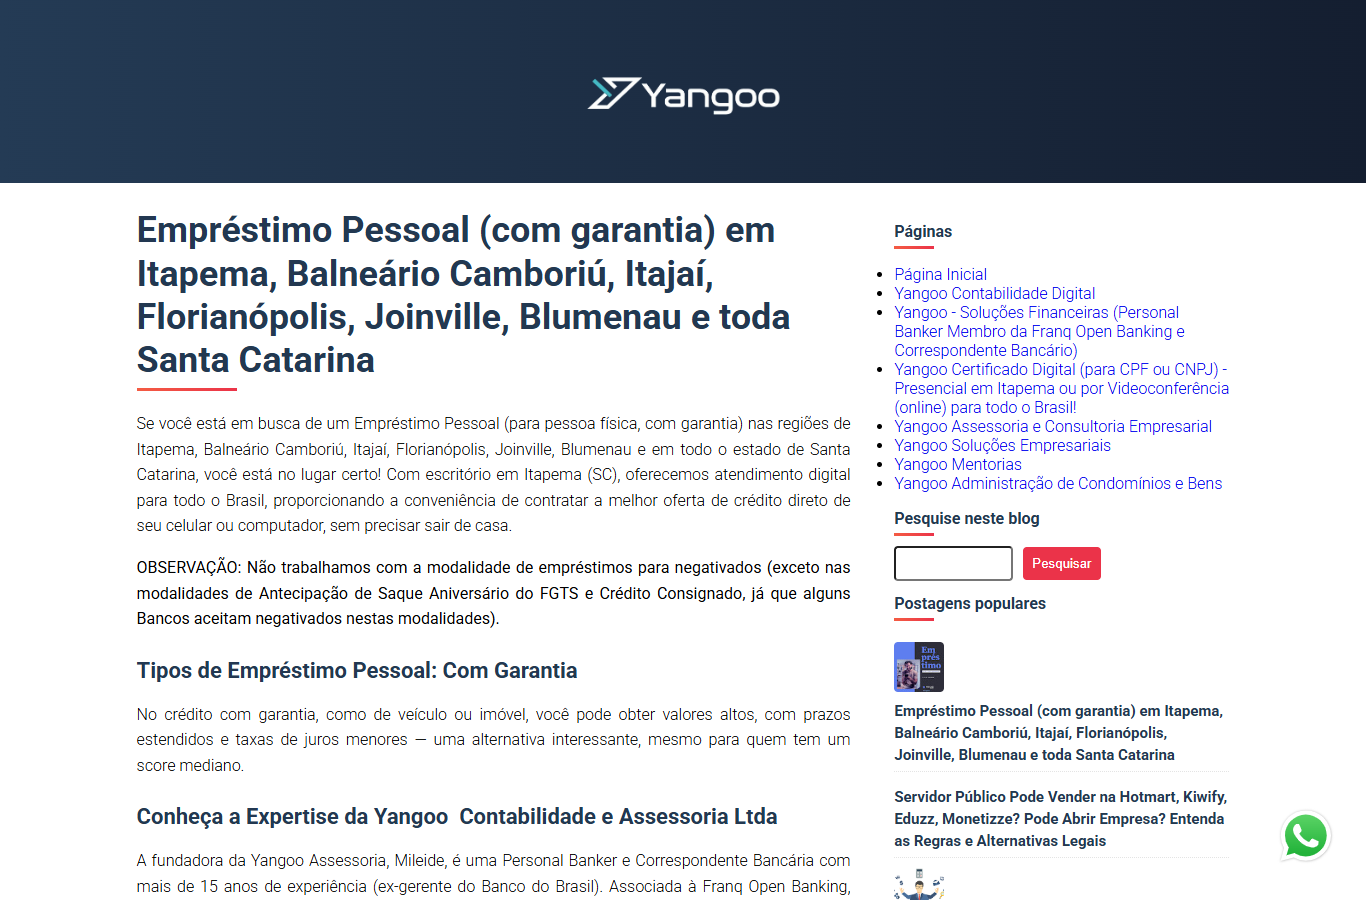 Yangoo
Empréstimo Pessoal (com garantia) em
Itapema, Balneário Camboriú, Itajaí,
Florianópolis, Joinville, Blumenau e toda
Santa Catarina
Se você está em busca de um Empréstimo Pessoal (para pessoa física, com garantia) nas regiões de
Itapema, Balneário Camboriú, Itajaí, Florianópolis, Joinville, Blumenau e em todo o estado de Santa
Catarina, você está no lugar certo! Com escritório em Itapema (SC), oferecemos atendimento digital
para todo o Brasil, proporcionando a conveniência de contratar a melhor oferta de crédito direto de
seu celular ou computador, sem precisar sair de casa.
OBSERVAÇÃO: Não trabalhamos com a modalidade de empréstimos para negativados (exceto nas
modalidades de Antecipação de Saque Aniversário do FGTS e Crédito Consignado, já que alguns
Bancos aceitam negativados nestas modalidades).
Tipos de Empréstimo Pessoal: Com Garantia
No crédito com garantia, como de veículo ou imóvel, você pode obter valores altos, com prazos
estendidos e taxas de juros menores — uma alternativa interessante, mesmo para quem tem um
score mediano.
Conheça a Expertise da Yangoo  Contabilidade e Assessoria Ltda
A fundadora da Yangoo Assessoria, Mileide, é uma Personal Banker e Correspondente Bancária com
mais de 15 anos de experiência (ex-gerente do Banco do Brasil). Associada à Franq Open Banking,
Páginas
Página Inicial
Yangoo Contabilidade Digital
Yangoo - Soluções Financeiras (Personal
Banker Membro da Franq Open Banking e
Correspondente Bancário)
Yangoo Certificado Digital (para CPF ou CNPJ) -
Presencial em Itapema ou por Videoconferência
(online) para todo o Brasil!
Yangoo Assessoria e Consultoria Empresarial
Yangoo Soluções Empresariais
Yangoo Mentorias
Yangoo Administração de Condomínios e Bens
Pesquise neste blog
Pesquisar
Postagens populares
Em
prés
timo
Empréstimo Pessoal (com garantia) em Itapema,
Balneário Camboriú, Itajaí, Florianópolis,
Joinville, Blumenau e toda Santa Catarina
Servidor Público Pode Vender na Hotmart, Kiwify,
Eduzz, Monetizze? Pode Abrir Empresa? Entenda
as Regras e Alternativas Legais